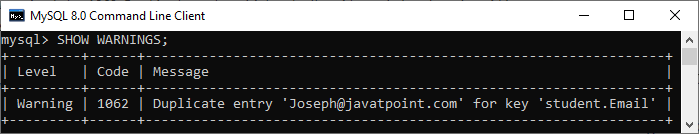 MySQL 8.0 Command Line Client
mysql> SHOW WARNINGS;
+---------+------+-------------------------------------------------------------------+
| Level   | Code | Message                                                           |
+---------+------+-------------------------------------------------------------------+
| Warning | 1062 | Duplicate entry 'Joseph@javatpoint.com' for key 'student.Email' |
+---------+------+-------------------------------------------------------------------+